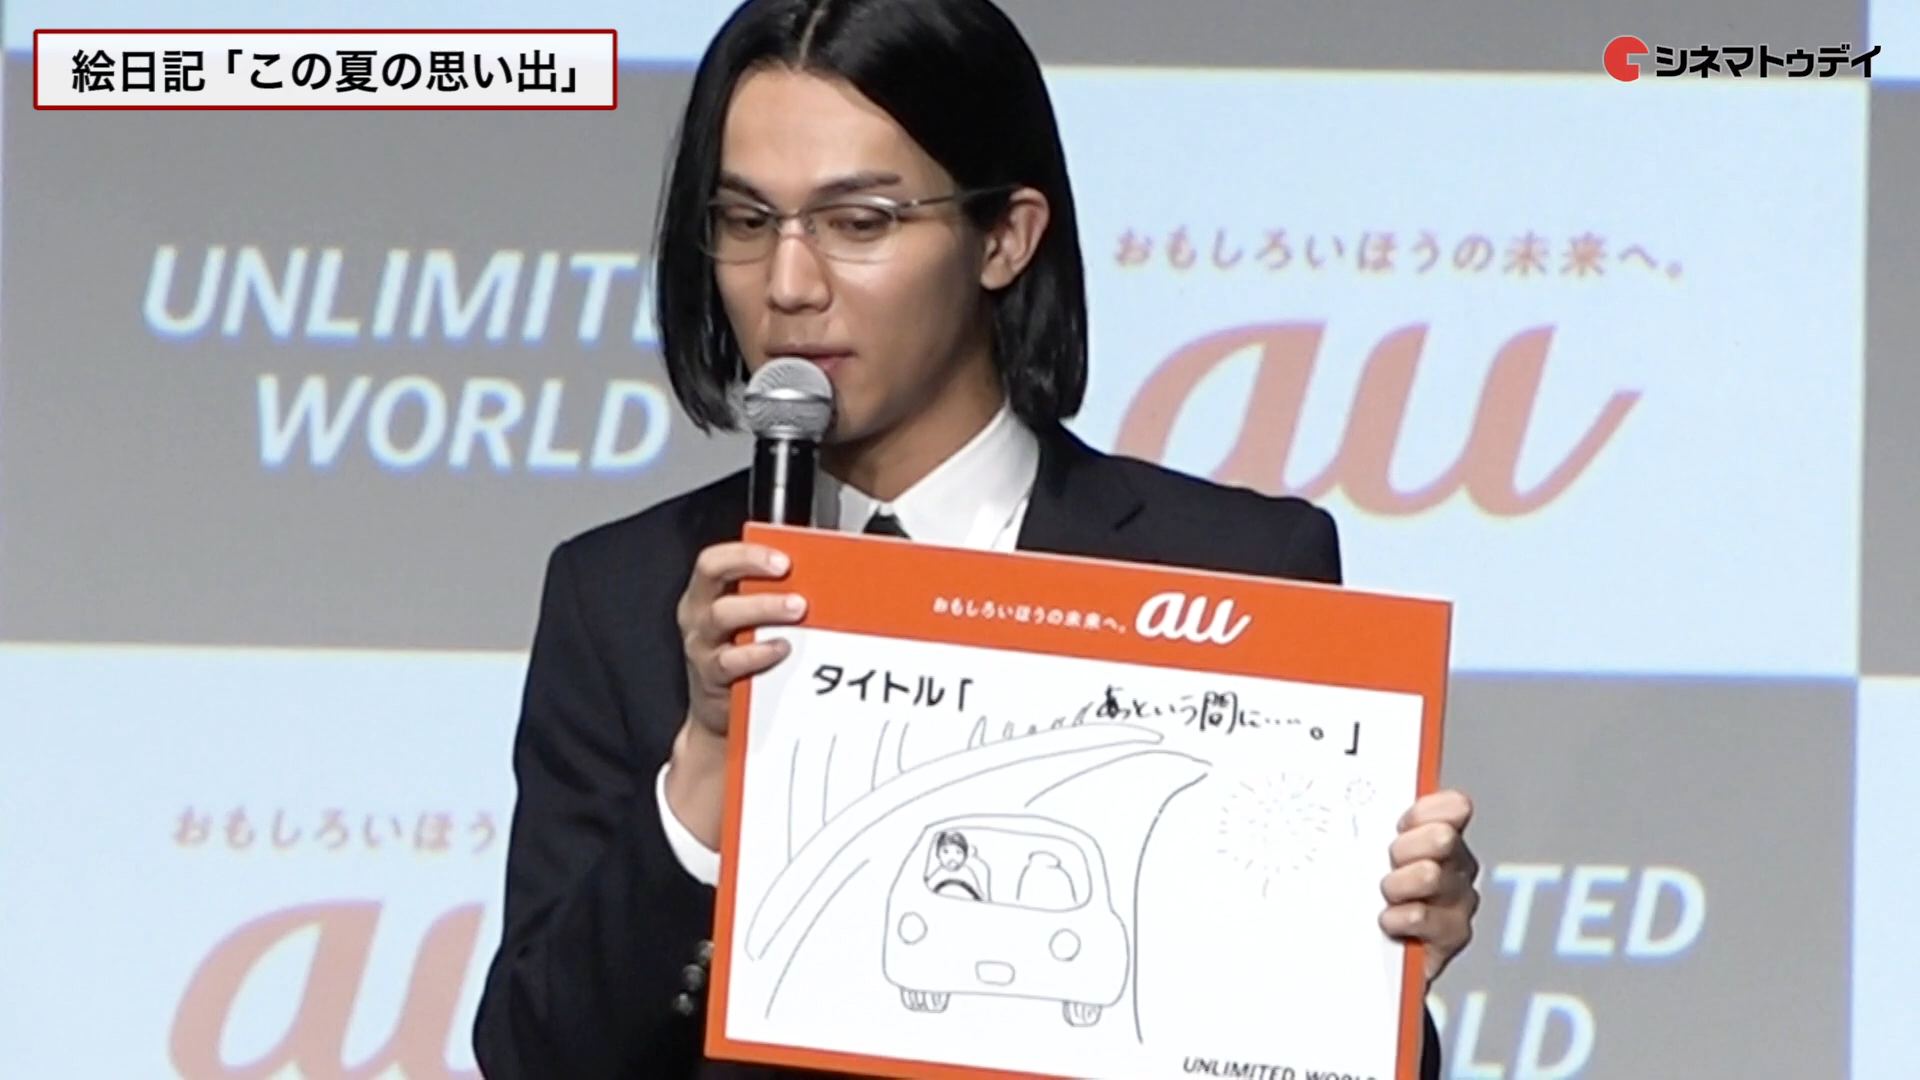 絵日記「この夏の思い出」
シネマトゥデイ
UNLIMITE
WORLD
おもしろいほうの未来へ。
au
おもしろいほうの未来へ。
au
タイトル「あっという間に‥‥。」
おもしろいほう
au
TED
LD
UNLIMITED WORLD